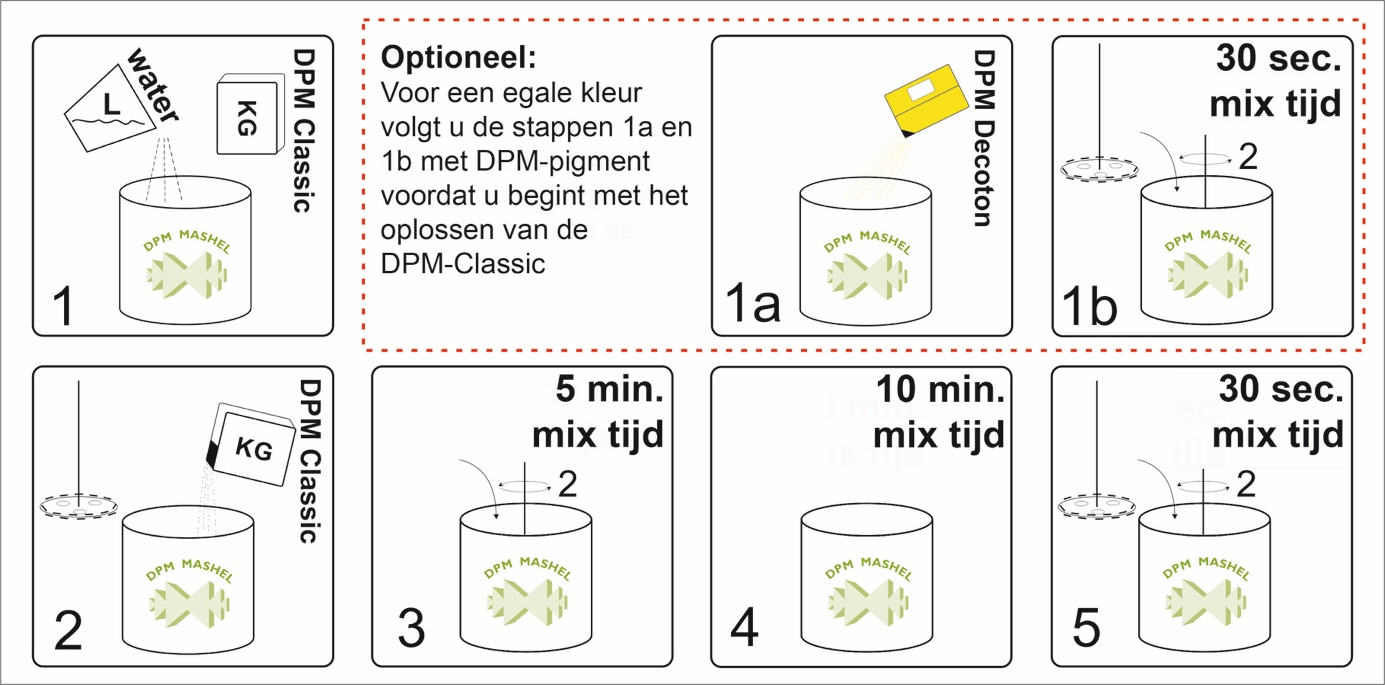 L
water
KG
DPM Classic
DPM MASHEL
1
Optioneel:
Voor een egale kleur
volgt u de stappen 1a en
1b met DPM-pigment
voordat u begint met het
oplossen van de
DPM-Classic
DPM Decoton
DPM MASHEL
1a
30 sec.
mix tijd
2
DPM MASHEL
1b
KG
DPM Classic
DPM MASHEL
2
5 min.
mix tijd
2
DPM MASHEL
3
10 min.
mix tijd
DPM MASHEL
4
30 sec.
mix tijd
2
DPM MASHEL
5